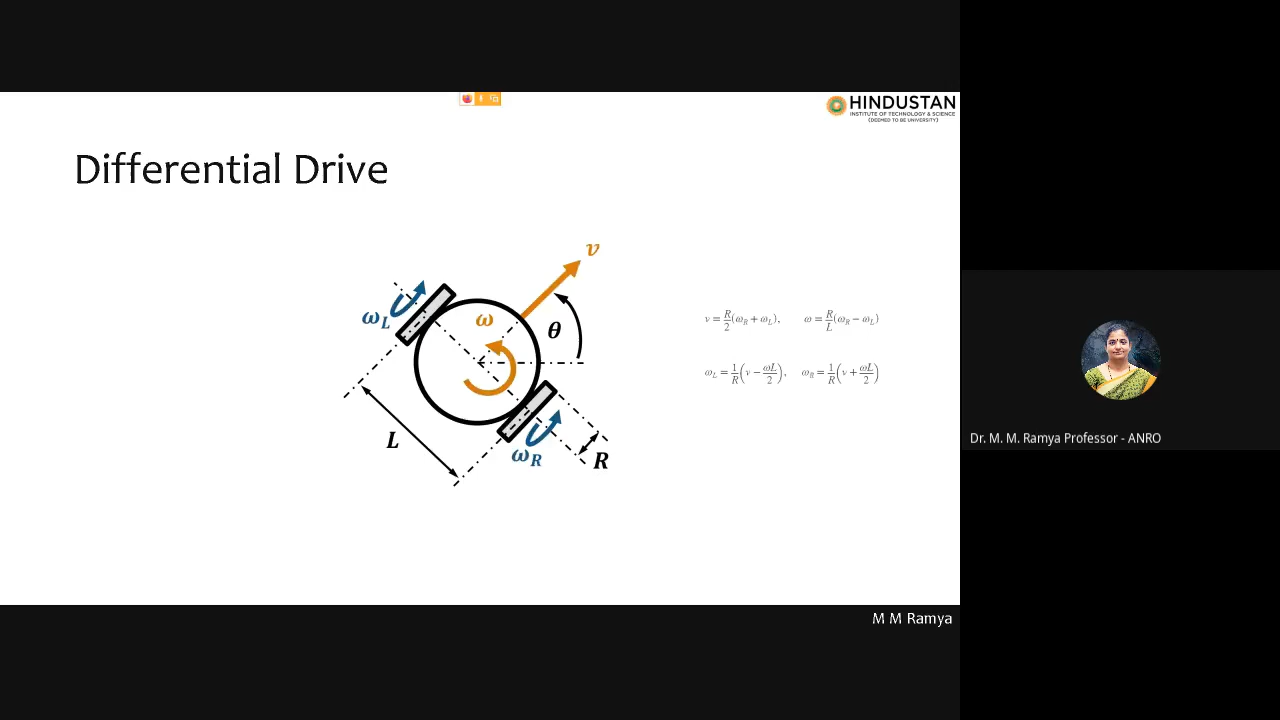 HINDUSTAN
INSTITUTE OF TECHNOLOGY & SCIENCE
(DEEMED TO BE UNIVERSITY)
Differential Drive
v
ω_L
ω
θ
v = R/2 (ω_R + ω_L), ω = R/L (ω_R − ω_L)
ω_L = 1/R (v − ωL/2), ω_R = 1/R (v + ωL/2)
L
ω_R
R
Dr. M. M. Ramya Professor - ANRO
M M Ramya